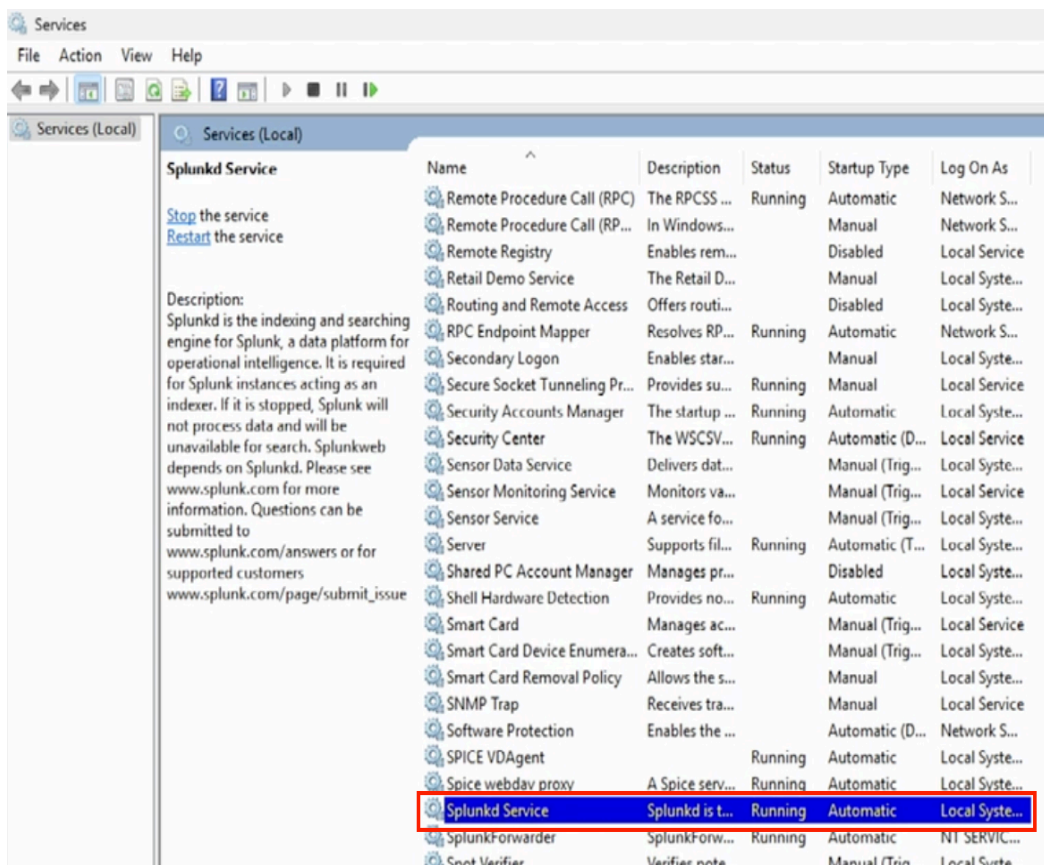 Services
File Action View Help
Services (Local)
Services (Local)
Splunkd Service
Stop the service
Restart the service
Description:
Splunkd is the indexing and searching
engine for Splunk, a data platform for
operational intelligence. It is required
for Splunk instances acting as an
indexer. If it is stopped, Splunk will
not process data and will be
unavailable for search. Splunkweb
depends on Splunkd. Please see
www.splunk.com for more
information. Questions can be
submitted to
www.splunk.com/answers or for
supported customers
www.splunk.com/page/submit_issue
Name Description Status Startup Type Log On As
Remote Procedure Call (RPC) The RPCSS ... Running Automatic Network S...
Remote Procedure Call (RP... In Windows... Manual Network S...
Remote Registry Enables rem... Disabled Local Service
Retail Demo Service The Retail D... Manual Local Syste...
Routing and Remote Access Offers routi... Disabled Local Syste...
RPC Endpoint Mapper Resolves RP... Running Automatic Network S...
Secondary Logon Enables star... Manual Local Syste...
Secure Socket Tunneling Pr... Provides su... Running Manual Local Service
Security Accounts Manager The startup ... Running Automatic Local Syste...
Security Center The WSCSV... Running Automatic (D... Local Service
Sensor Data Service Delivers dat... Manual (Trig... Local Syste...
Sensor Monitoring Service Monitors va... Manual (Trig... Local Service
Sensor Service A service fo... Manual (Trig... Local Syste...
Server Supports fil... Running Automatic (T... Local Syste...
Shared PC Account Manager Manages pr... Disabled Local Syste...
Shell Hardware Detection Provides no... Running Automatic Local Syste...
Smart Card Manages ac... Manual (Trig... Local Service
Smart Card Device Enumera... Creates soft... Manual (Trig... Local Syste...
Smart Card Removal Policy Allows the s... Manual Local Syste...
SNMP Trap Receives tra... Manual Local Service
Software Protection Enables the ... Automatic (D... Network S...
SPICE VDAgent Running Automatic Local Syste...
Spice webdav proxy A Spice serv... Running Automatic Local Syste...
Splunkd Service Splunkd is t... Running Automatic Local Syste...
SplunkForwarder SplunkForw... Running Automatic NT SERVIC...
Spot Verifier Verifies pote... Manual (Trig... Local Syste...